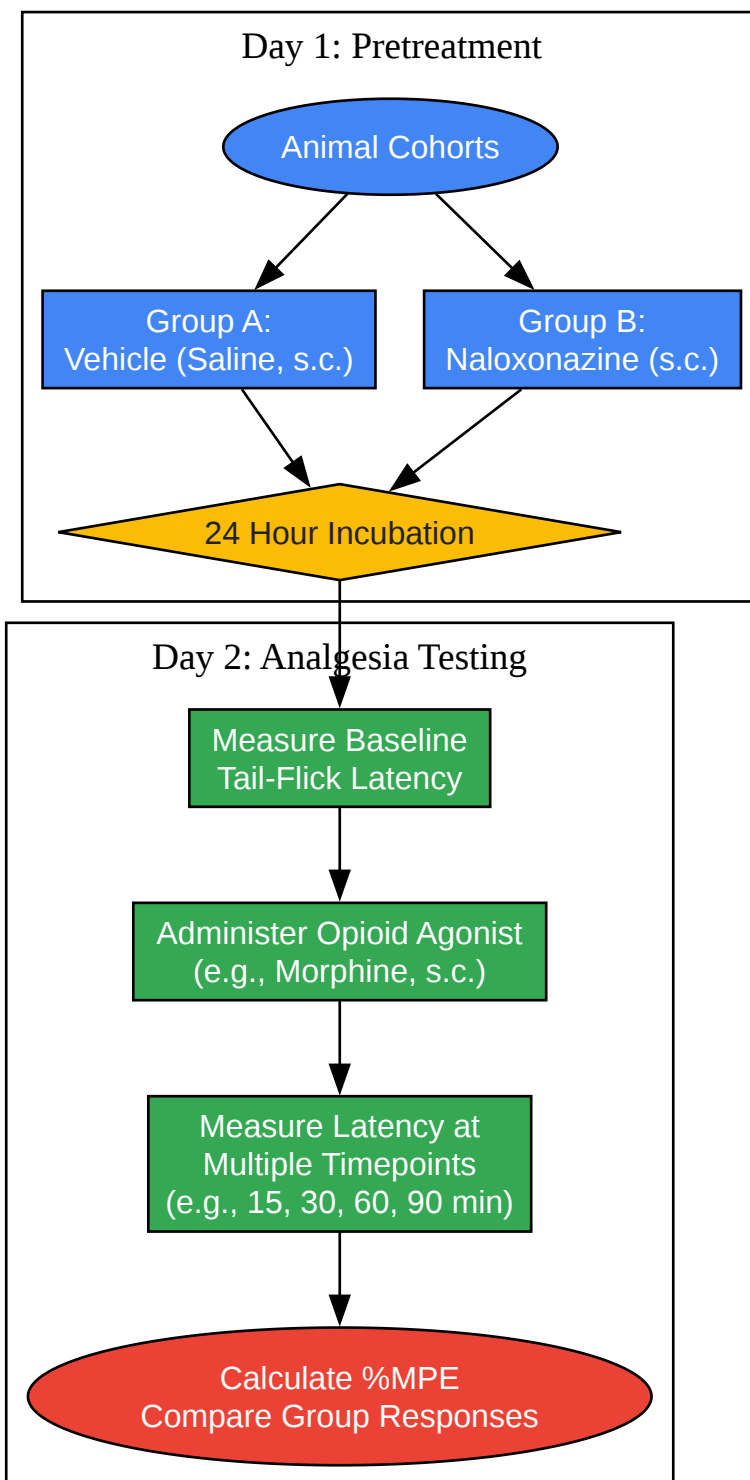 Day 1: Pretreatment
Animal Cohorts
Group A:
Vehicle (Saline, s.c.)
Group B:
Naloxonazine (s.c.)
24 Hour Incubation
Day 2: Analgesia Testing
Measure Baseline
Tail-Flick Latency
Administer Opioid Agonist
(e.g., Morphine, s.c.)
Measure Latency at
Multiple Timepoints
(e.g., 15, 30, 60, 90 min)
Calculate %MPE
Compare Group Responses